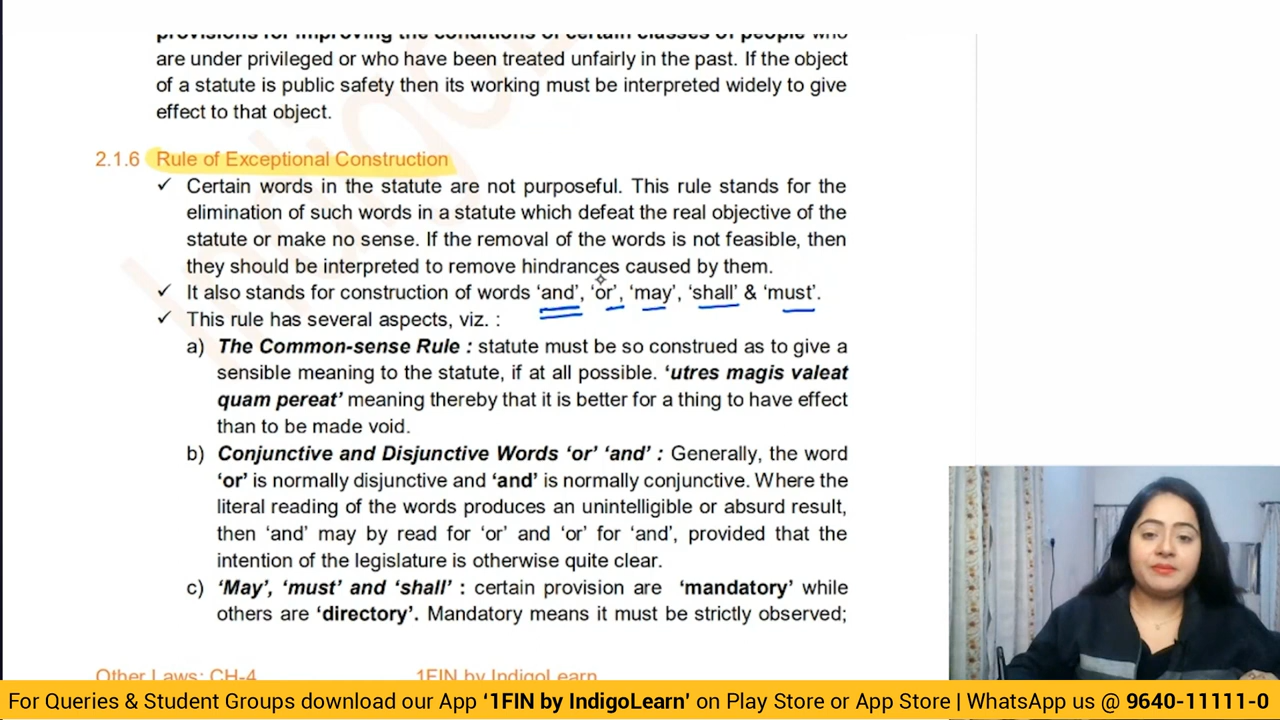 provisions for improving the conditions of certain classes of people who
are under privileged or who have been treated unfairly in the past. If the object
of a statute is public safety then its working must be interpreted widely to give
effect to that object.
2.1.6 Rule of Exceptional Construction
✓ Certain words in the statute are not purposeful. This rule stands for the
elimination of such words in a statute which defeat the real objective of the
statute or make no sense. If the removal of the words is not feasible, then
they should be interpreted to remove hindrances caused by them.
✓ It also stands for construction of words ‘and’, ‘or’, ‘may’, ‘shall’ & ‘must’.
✓ This rule has several aspects, viz. :
a) The Common-sense Rule : statute must be so construed as to give a
sensible meaning to the statute, if at all possible. ‘utres magis valeat
quam pereat’ meaning thereby that it is better for a thing to have effect
than to be made void.
b) Conjunctive and Disjunctive Words ‘or’ ‘and’ : Generally, the word
‘or’ is normally disjunctive and ‘and’ is normally conjunctive. Where the
literal reading of the words produces an unintelligible or absurd result,
then ‘and’ may by read for ‘or’ and ‘or’ for ‘and’, provided that the
intention of the legislature is otherwise quite clear.
c) ‘May’, ‘must’ and ‘shall’ : certain provision are ‘mandatory’ while
others are ‘directory’. Mandatory means it must be strictly observed;
Other Laws: CH-4 1FIN by IndigoLearn
For Queries & Student Groups download our App ‘1FIN by IndigoLearn’ on Play Store or App Store | WhatsApp us @ 9640-11111-0